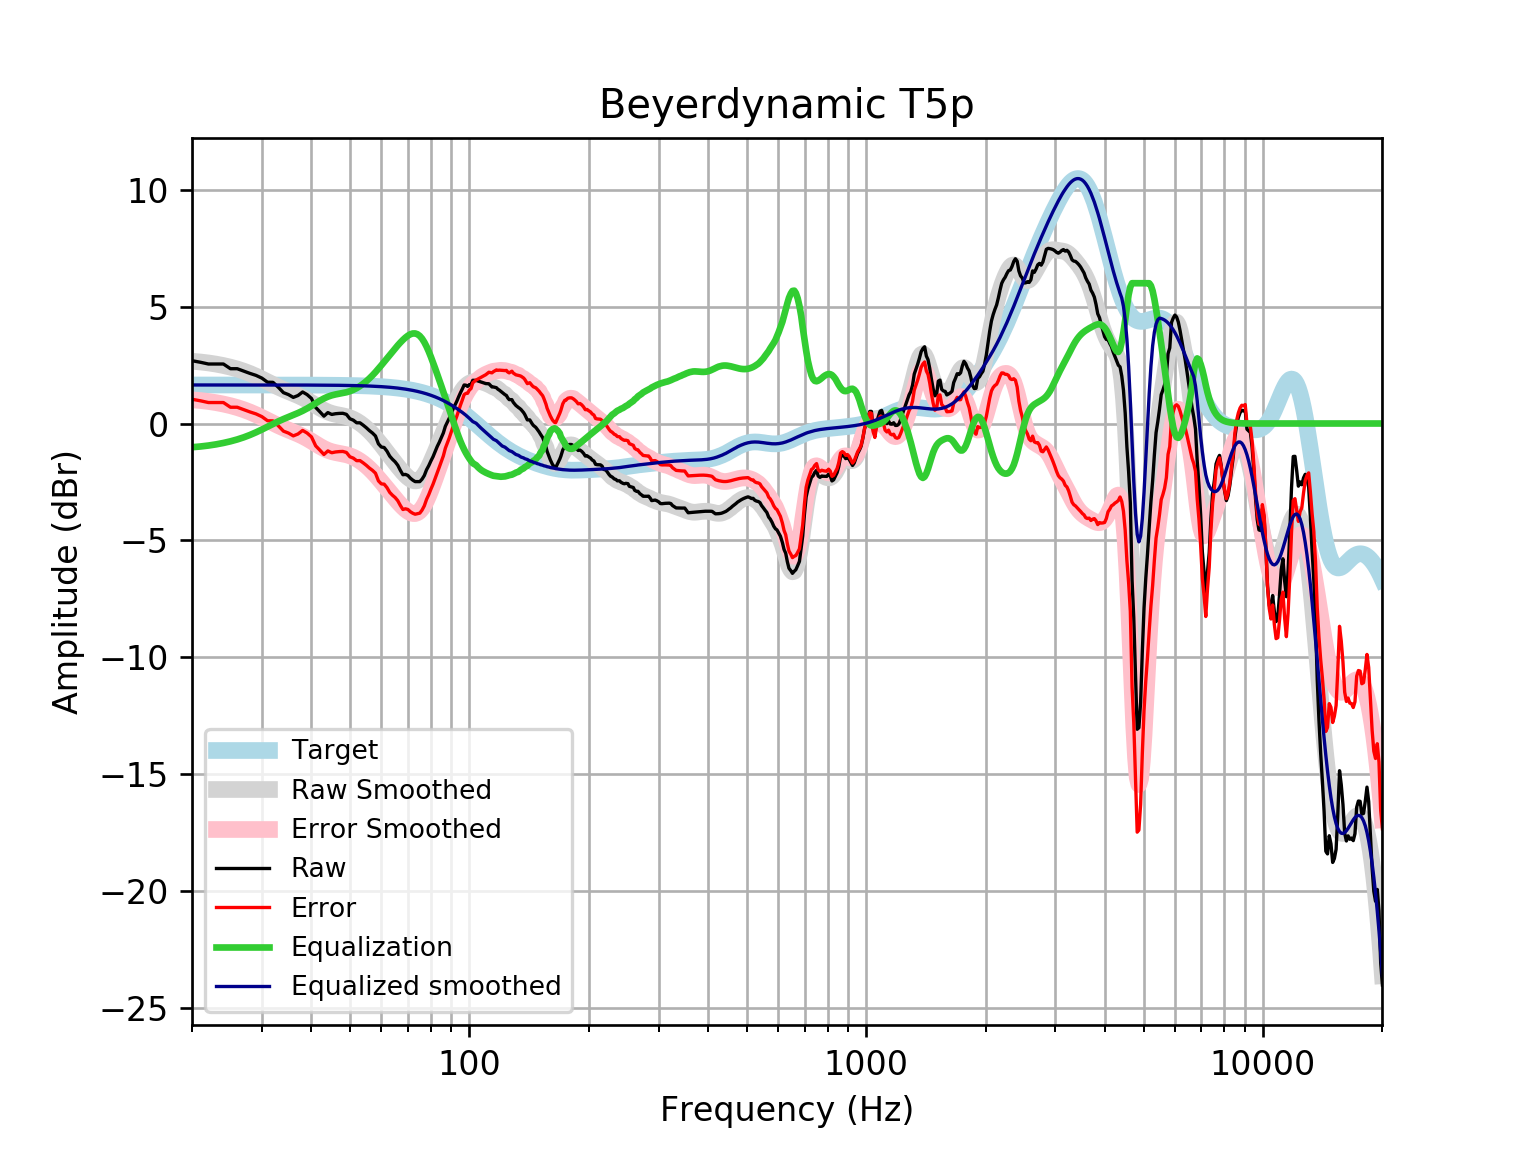 Beyerdynamic T5p
10
5
0
−5
−10
−15
−20
−25
Amplitude (dBr)
Target
Raw Smoothed
Error Smoothed
Raw
Error
Equalization
Equalized smoothed
100
1000
10000
Frequency (Hz)